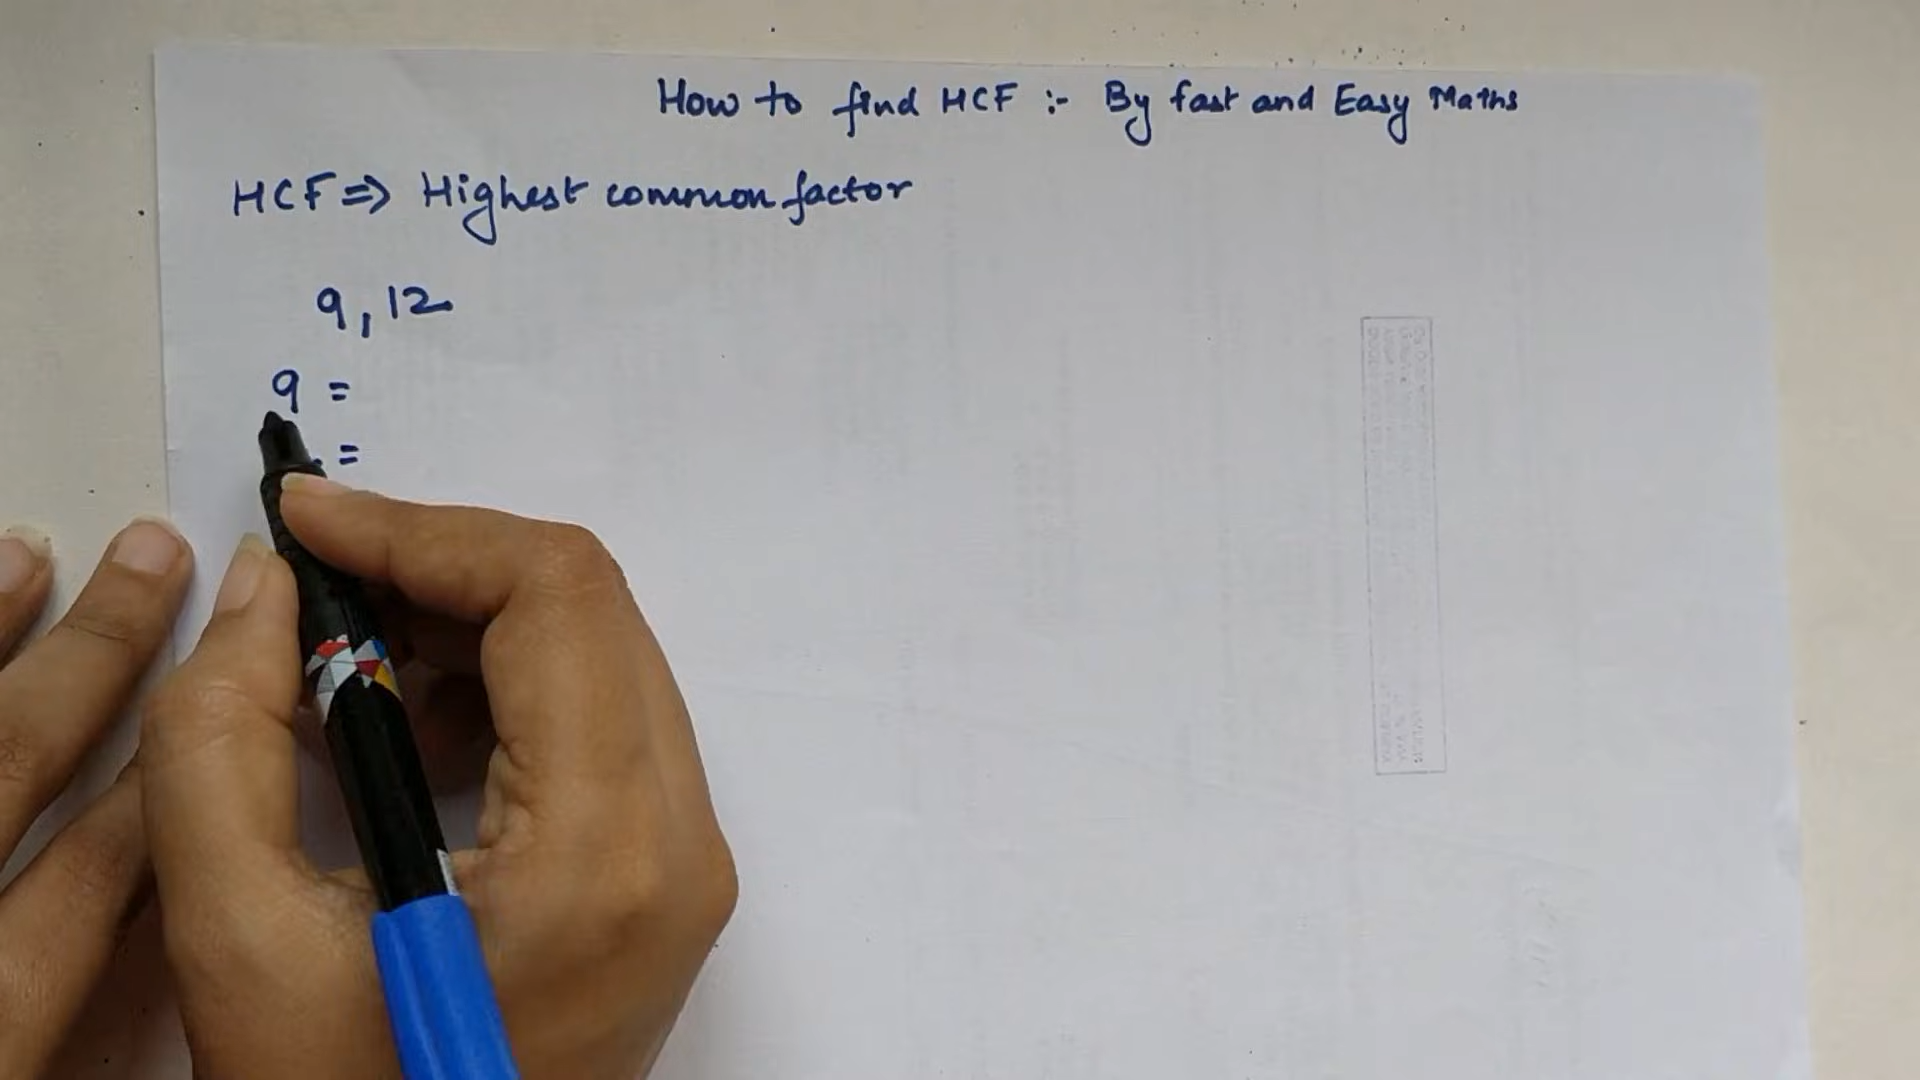 How to find HCF :- By fast and Easy Maths
HCF => Highest common factor
9, 12
9 =
=